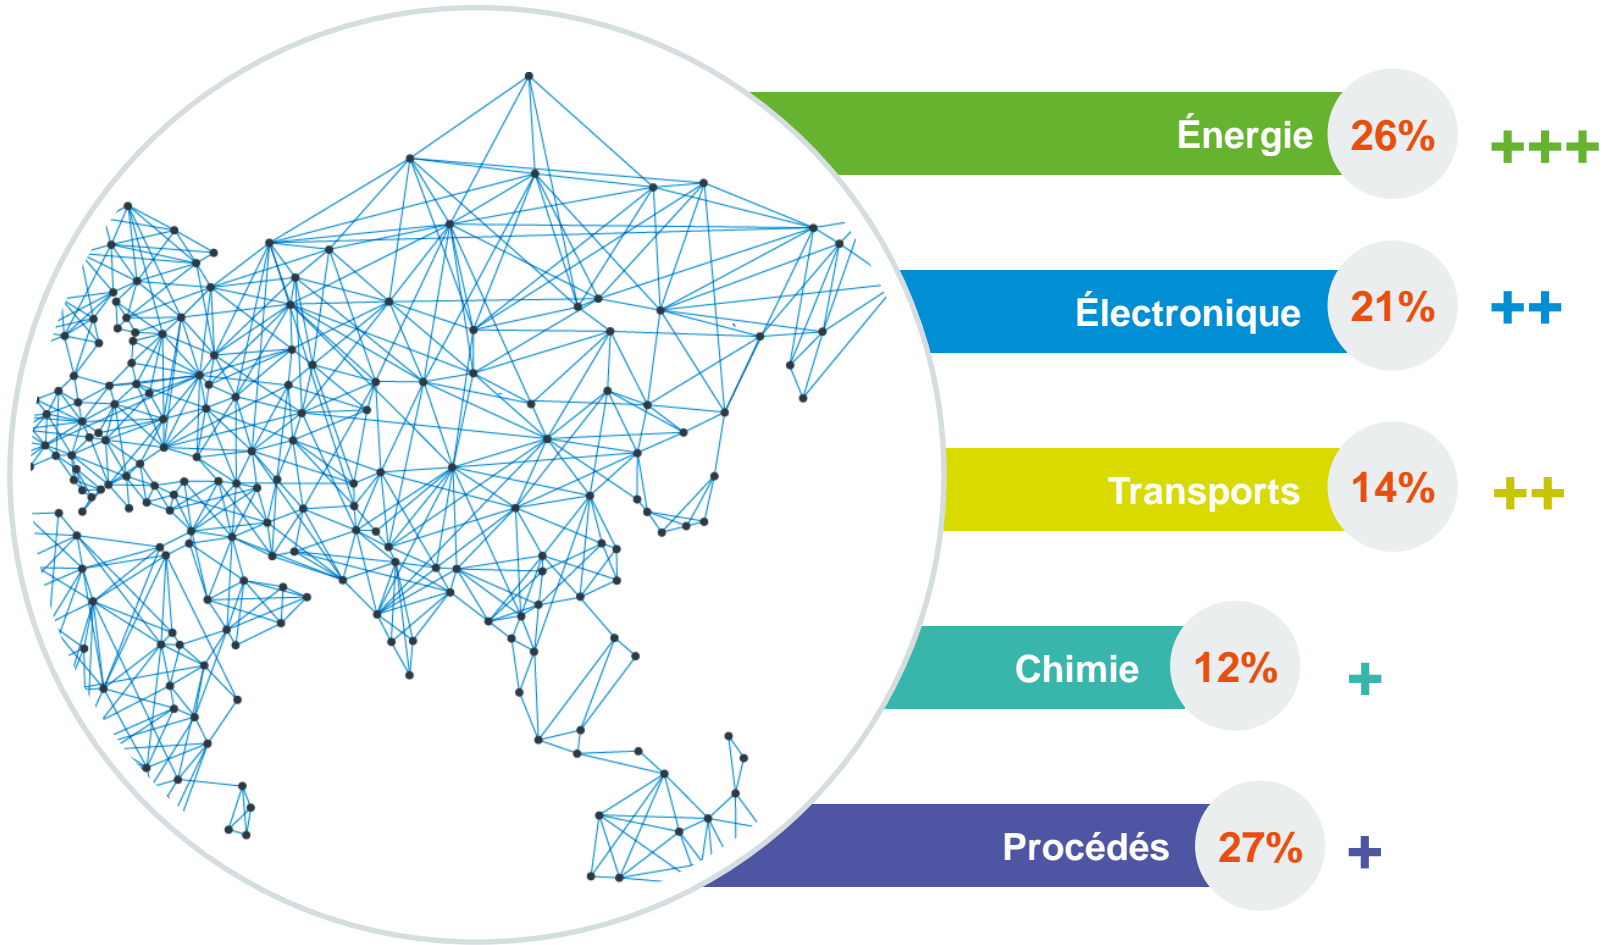 Énergie 26% +++
Électronique 21% ++
Transports 14% ++
Chimie 12% +
Procédés 27% +